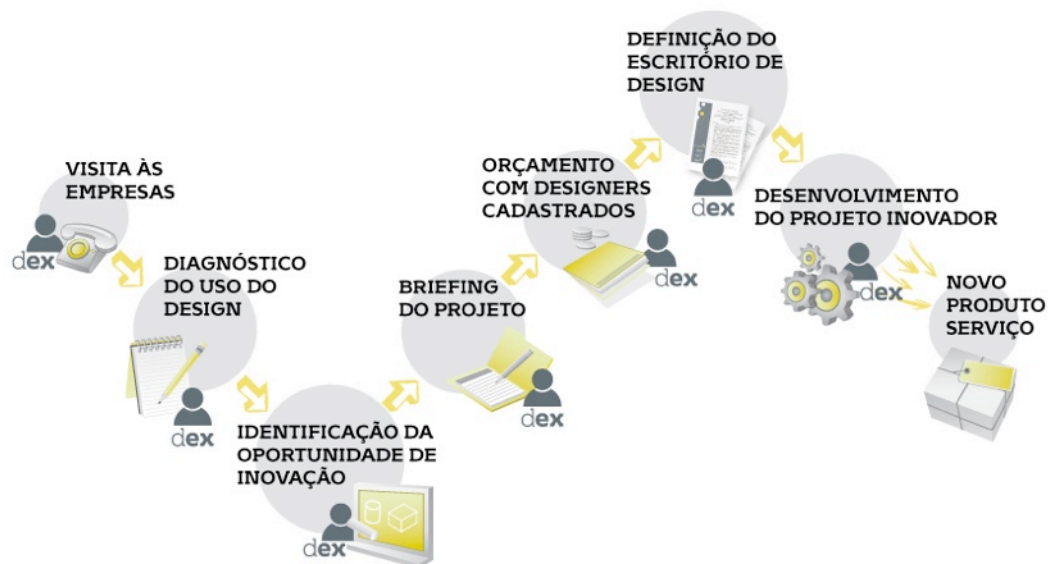 VISITA ÀS
EMPRESAS
dex
DIAGNÓSTICO
DO USO DO
DESIGN
dex
IDENTIFICAÇÃO DA
OPORTUNIDADE DE
INOVAÇÃO
dex
BRIEFING
DO PROJETO
dex
ORÇAMENTO
COM DESIGNERS
CADASTRADOS
dex
DEFINIÇÃO DO
ESCRITÓRIO DE
DESIGN
dex
DESENVOLVIMENTO
DO PROJETO INOVADOR
dex
NOVO
PRODUTO
SERVIÇO